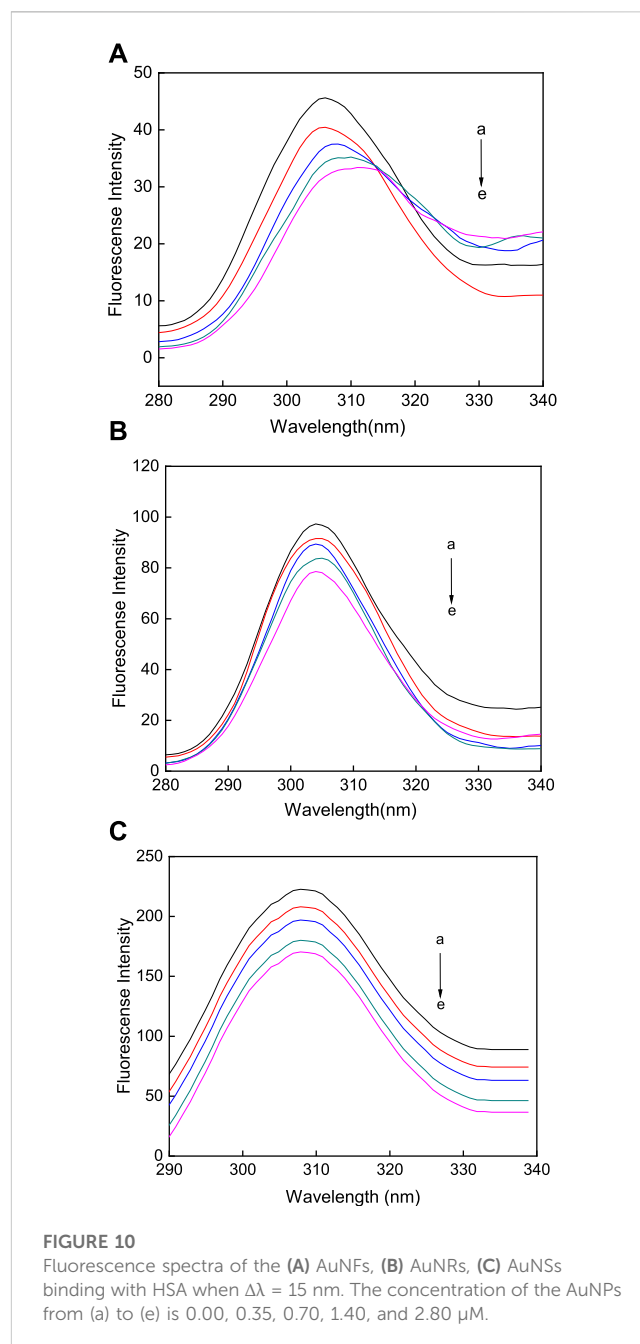 A
50
40
30
20
10
0
Fluorescense Intensity
a
e
280 290 300 310 320 330 340
Wavelength(nm)
B
120
100
80
60
40
20
0
Fluorescense Intensity
a
e
280 290 300 310 320 330 340
Wavelength(nm)
C
250
200
150
100
50
0
Fluorescense Intensity
a
e
290 300 310 320 330 340
Wavelength (nm)
FIGURE 10
Fluorescence spectra of the (A) AuNFs, (B) AuNRs, (C) AuNSs
binding with HSA when Δλ = 15 nm. The concentration of the AuNPs
from (a) to (e) is 0.00, 0.35, 0.70, 1.40, and 2.80 µM.